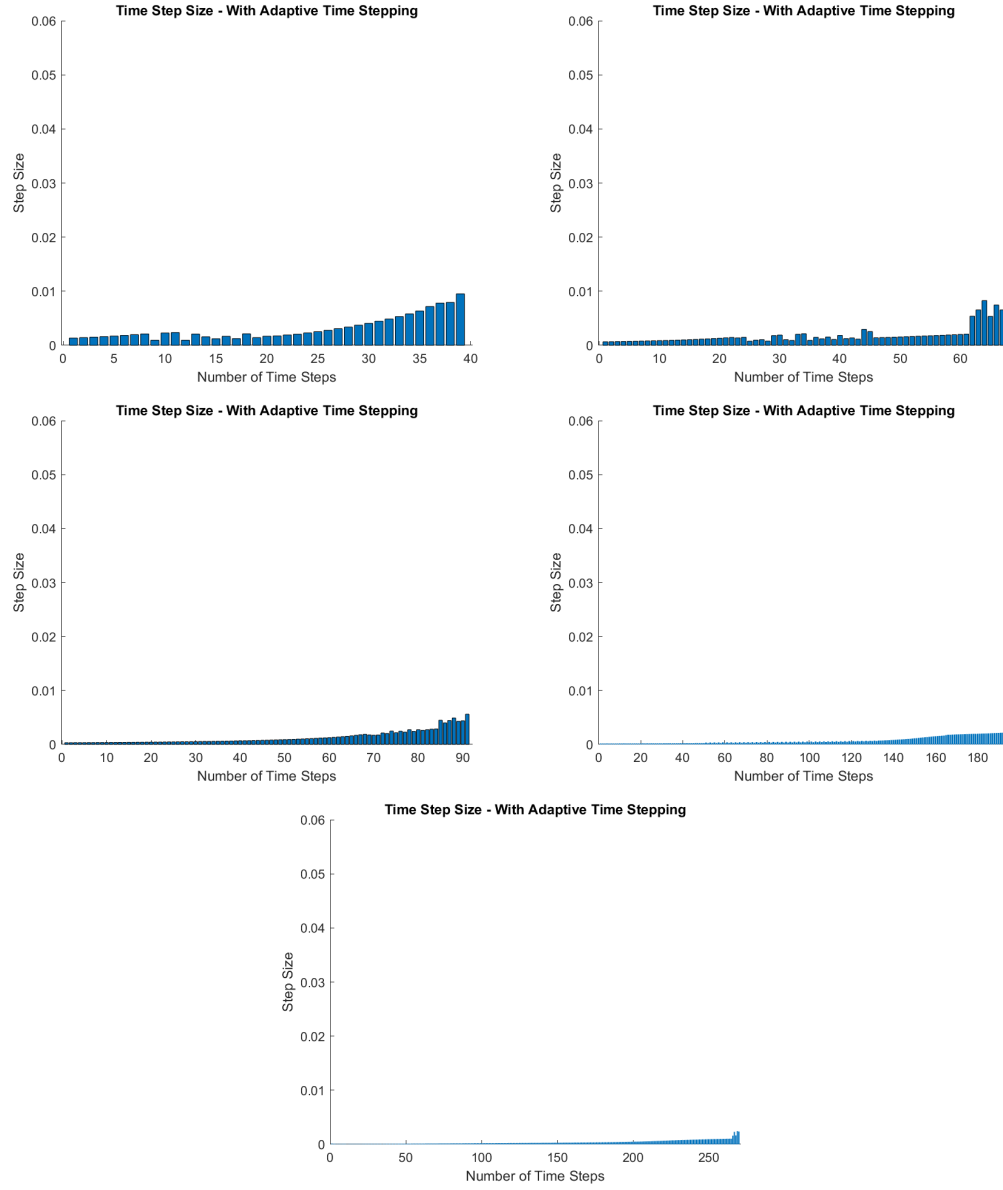 Time Step Size - With Adaptive Time Stepping
0.06
0.05
0.04
0.03
0.02
0.01
0
Step Size
0 5 10 15 20 25 30 35 40
Number of Time Steps
Time Step Size - With Adaptive Time Stepping
0.06
0.05
0.04
0.03
0.02
0.01
0
Step Size
0 10 20 30 40 50 60
Number of Time Steps
Time Step Size - With Adaptive Time Stepping
0.06
0.05
0.04
0.03
0.02
0.01
0
Step Size
0 10 20 30 40 50 60 70 80 90
Number of Time Steps
Time Step Size - With Adaptive Time Stepping
0.06
0.05
0.04
0.03
0.02
0.01
0
Step Size
0 20 40 60 80 100 120 140 160 180
Number of Time Steps
Time Step Size - With Adaptive Time Stepping
0.06
0.05
0.04
0.03
0.02
0.01
0
Step Size
0 50 100 150 200 250
Number of Time Steps